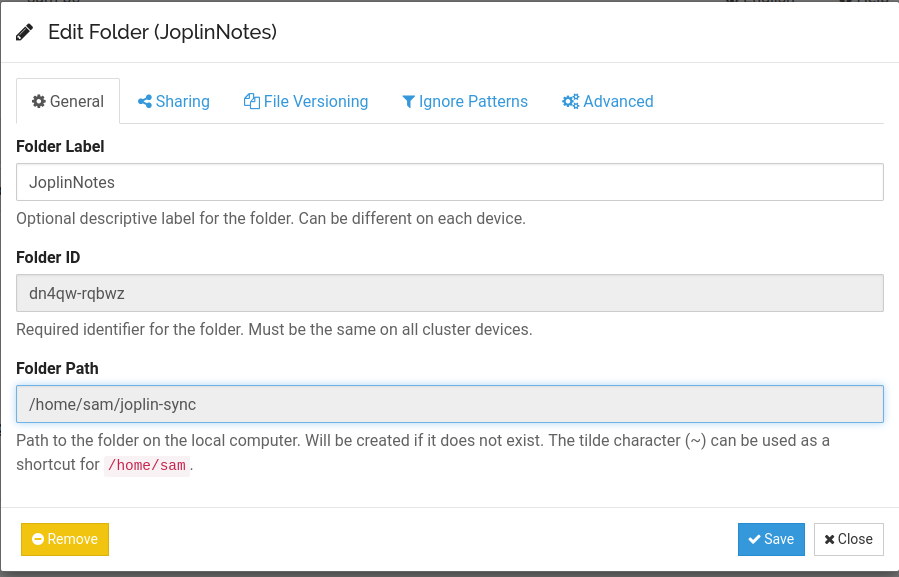 Edit Folder (JoplinNotes)
General
Sharing
File Versioning
Ignore Patterns
Advanced
Folder Label
JoplinNotes
Optional descriptive label for the folder. Can be different on each device.
Folder ID
dn4qw-rqbwz
Required identifier for the folder. Must be the same on all cluster devices.
Folder Path
/home/sam/joplin-sync
Path to the folder on the local computer. Will be created if it does not exist. The tilde character (~) can be used as a
shortcut for /home/sam.
Remove
Save
Close